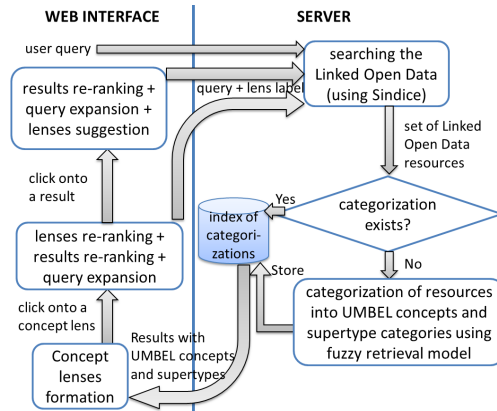 WEB INTERFACE
SERVER
user query
searching
the Linked
Open Data
(using Sindice)
results re-ranking +
query expansion +
lenses suggestion
query + lens label
set of Linked
Open Data
resources
click onto
a result
categorization
exists?
Yes
No
index of
categori-
zations
lenses re-ranking +
results re-ranking +
query expansion
Store
categorization of resources
into UMBEL concepts and
supertype categories using
fuzzy retrieval model
click onto a
concept lens
Results with
UMBEL concepts
and supertypes
Concept
lenses
formation